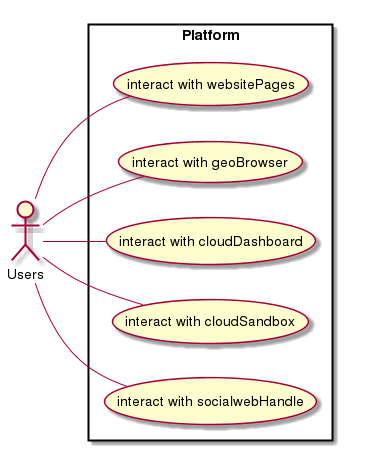 Platform
interact with websitePages
interact with geoBrowser
interact with cloudDashboard
Users
interact with cloudSandbox
interact with socialwebHandle